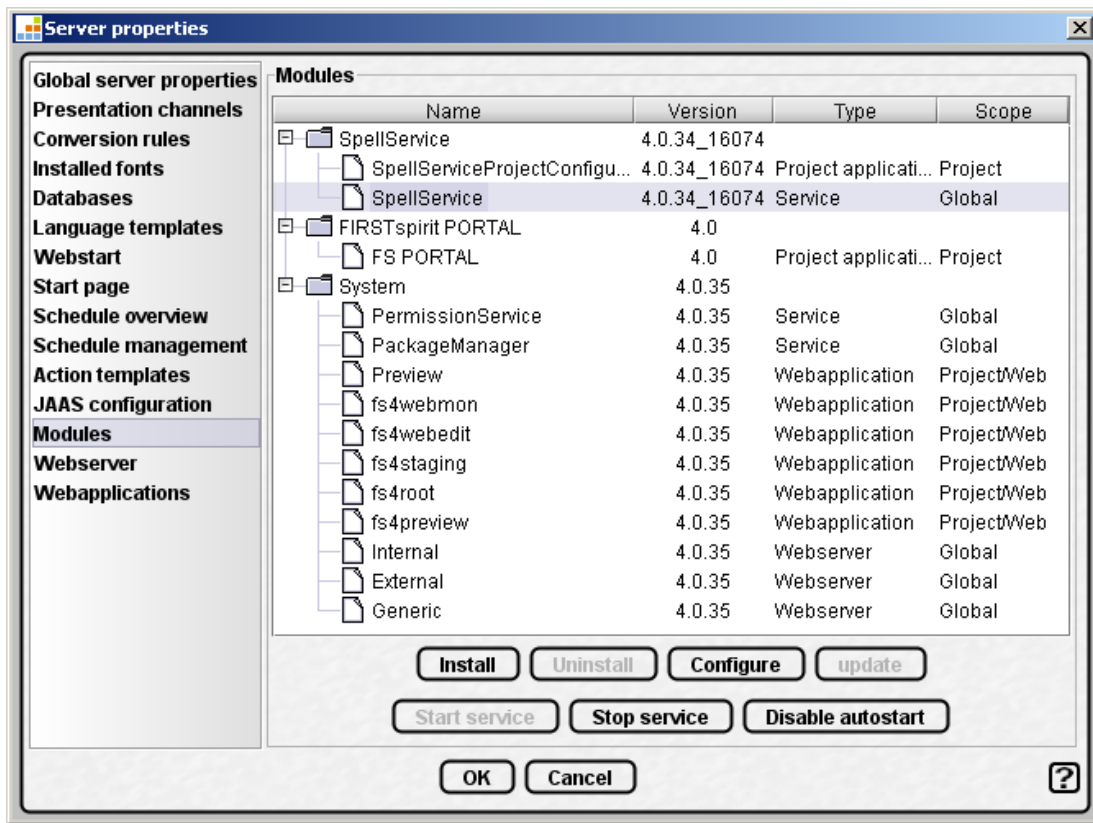 Server properties
Global server properties
Presentation channels
Conversion rules
Installed fonts
Databases
Language templates
Webstart
Start page
Schedule overview
Schedule management
Action templates
JAAS configuration
Modules
Webserver
Webapplications
Modules
Name Version Type Scope
SpellService 4.0.34_16074
SpellServiceProjectConfigu... 4.0.34_16074 Project applicati... Project
SpellService 4.0.34_16074 Service Global
FIRSTspirit PORTAL 4.0
FS PORTAL 4.0 Project applicati... Project
System 4.0.35
PermissionService 4.0.35 Service Global
PackageManager 4.0.35 Service Global
Preview 4.0.35 Webapplication Project/Web
fs4webmon 4.0.35 Webapplication Project/Web
fs4webedit 4.0.35 Webapplication Project/Web
fs4staging 4.0.35 Webapplication Project/Web
fs4root 4.0.35 Webapplication Project/Web
fs4preview 4.0.35 Webapplication Project/Web
Internal 4.0.35 Webserver Global
External 4.0.35 Webserver Global
Generic 4.0.35 Webserver Global
Install Uninstall Configure update
Start service Stop service Disable autostart
OK Cancel ?